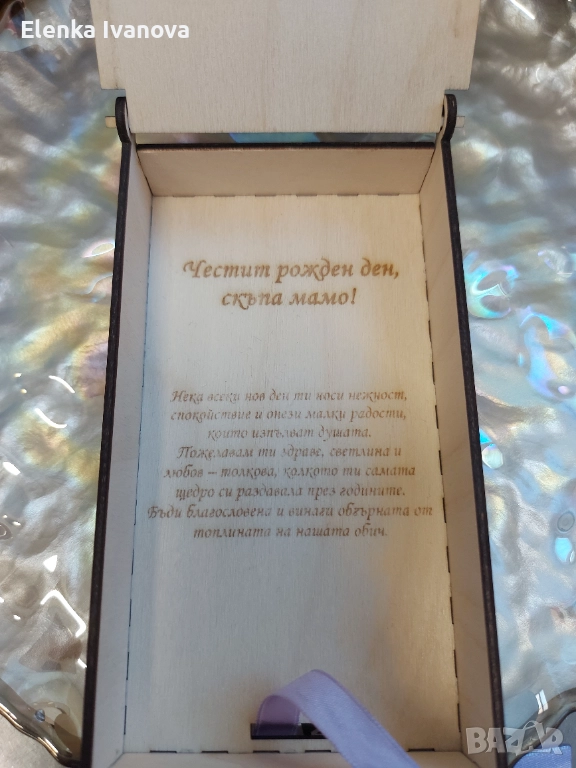 Elenka Ivanova
Честит рожден ден,
скъпа мамо!
Нека всеки нов ден ти носи нежност,
спокойствие и онези малки радости,
които изпълват душата.
Пожелавам ти здраве, светлина и
любов – толкова, колкото ти самата
щедро си раздавала през годините.
Бъди благословена и винаги обгърната от
топлината на нашата обич.
BAZAR